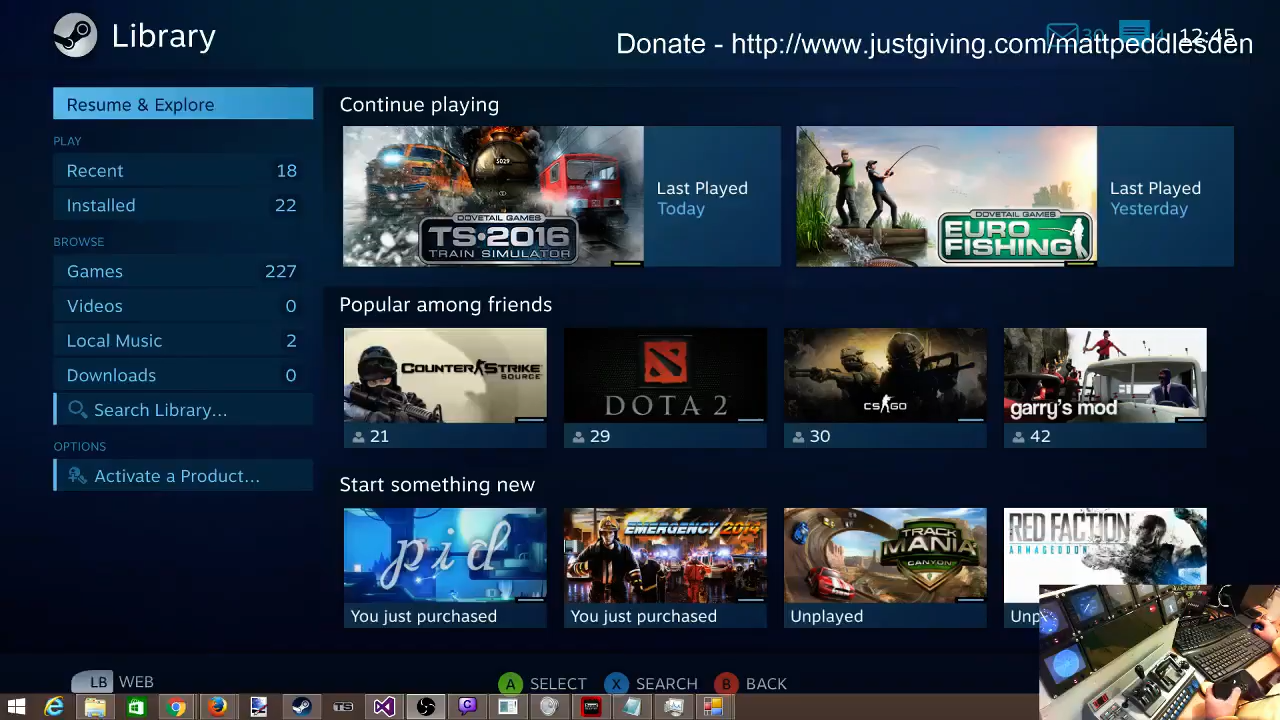 Library
Donate - http://www.justgiving.com/mattpeddlesden
12:45
Resume & Explore
PLAY
Recent 18
Installed 22
BROWSE
Games 227
Videos 0
Local Music 2
Downloads 0
Search Library...
OPTIONS
Activate a Product...
Continue playing
5029
DOVETAIL GAMES
TS·2016
TRAIN SIMULATOR
Last Played
Today
DOVETAIL GAMES
EURO
FISHING
Last Played
Yesterday
Popular among friends
COUNTER STRIKE
SOURCE
21
DOTA 2
29
CS GO
30
garry's mod
42
Start something new
pid
You just purchased
EMERGENCY 2014
You just purchased
TRACK
MANIA
CANYON
Unplayed
RED FACTION
ARMAGEDDON
LB WEB
A SELECT X SEARCH B BACK
TS